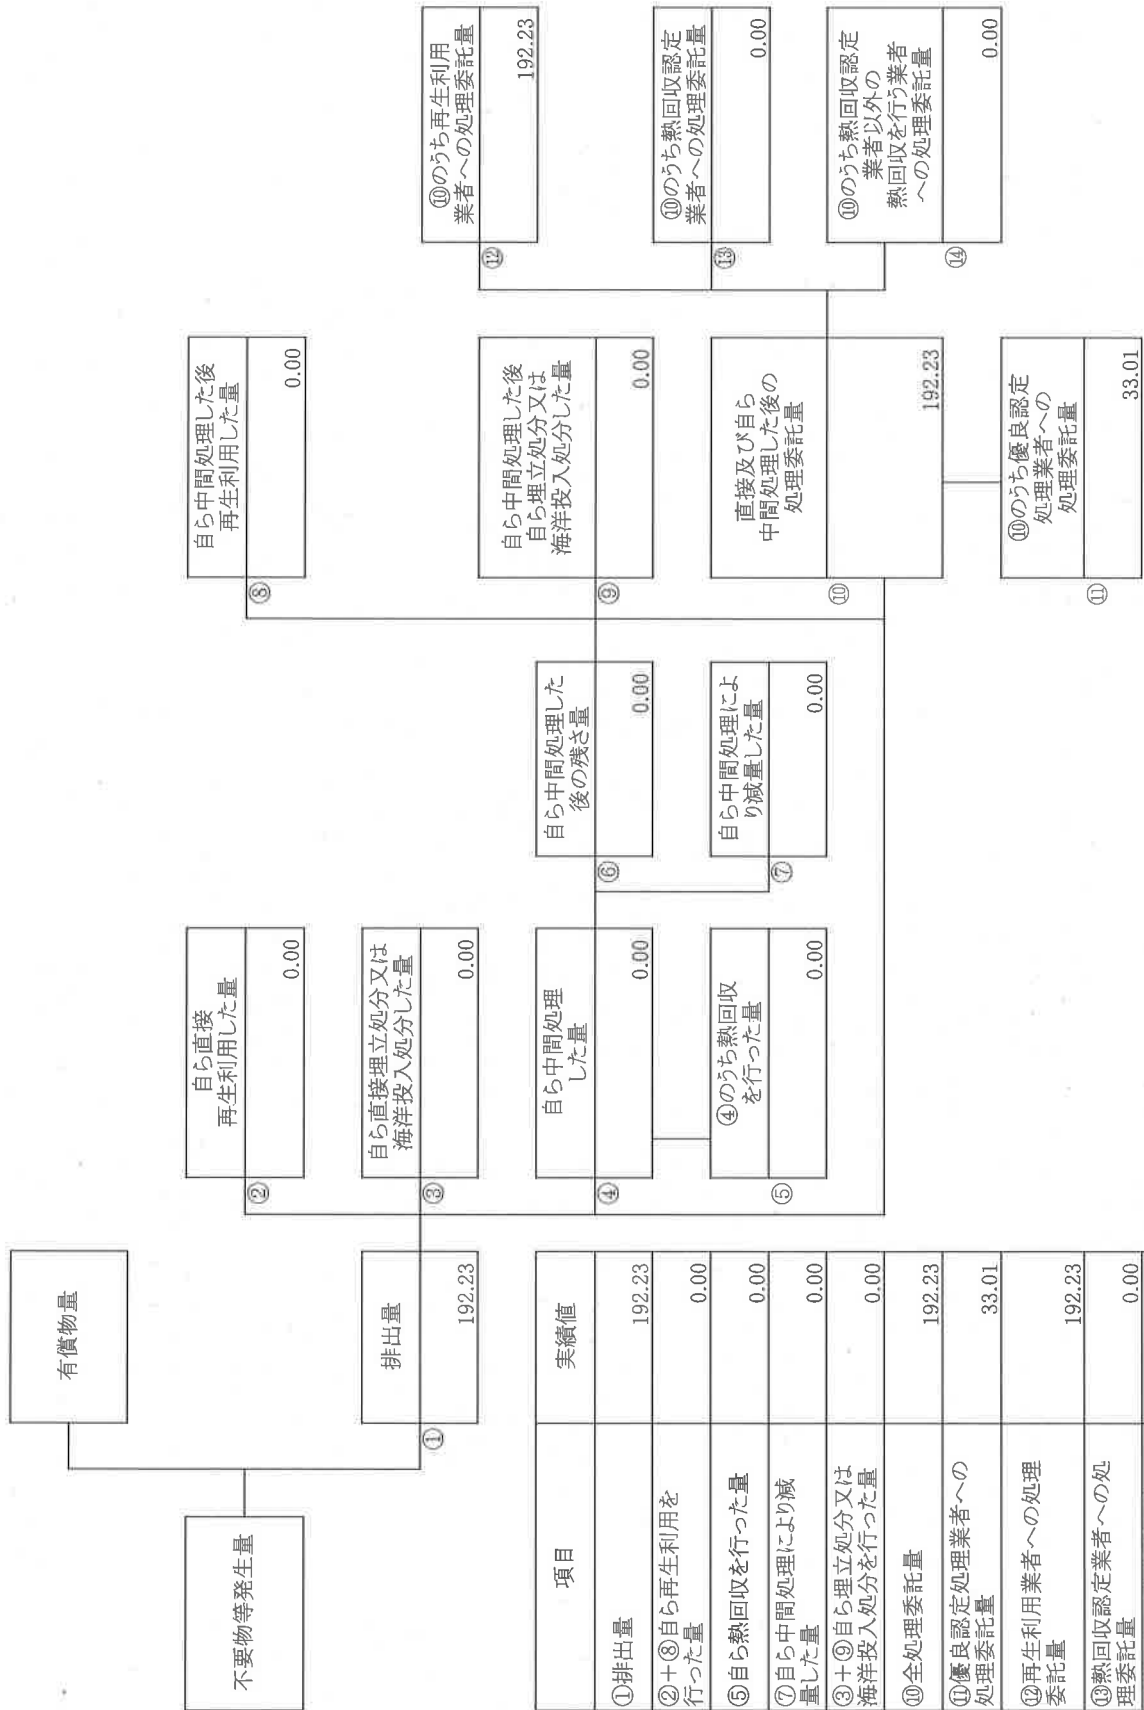 不要物等発生量
有償物量
排出量
①
192.23
②
自ら直接
再生利用した量
0.00
③
自ら直接埋立処分又は
海洋投入処分した量
0.00
④
自ら中間処理
した量
0.00
⑤
④のうち熱回収
を行った量
0.00
⑥
自ら中間処理した
後の残さ量
0.00
⑦
自ら中間処理によ
り減量した量
0.00
⑧
自ら中間処理した後
再生利用した量
0.00
⑨
自ら中間処理した後
自ら埋立処分又は
海洋投入処分した量
0.00
⑩
直接及び自ら
中間処理した後の
処理委託量
192.23
⑪
⑩のうち優良認定
処理業者への
処理委託量
33.01
⑫
⑩のうち再生利用
業者への処理委託量
192.23
⑬
⑩のうち熱回収認定
業者への処理委託量
0.00
⑭
⑩のうち熱回収認定
業者以外の
熱回収を行う業者
への処理委託量
0.00
項目 実績値
①排出量 192.23
②+⑧自ら再生利用を
行った量 0.00
⑤自ら熱回収を行った量 0.00
⑦自ら中間処理により減
量した量 0.00
③+⑨自ら埋立処分又は
海洋投入処分を行った量 0.00
⑩全処理委託量 192.23
⑪優良認定処理業者への
処理委託量 33.01
⑫再生利用業者への処理
委託量 192.23
⑬熱回収認定業者への処
理委託量 0.00